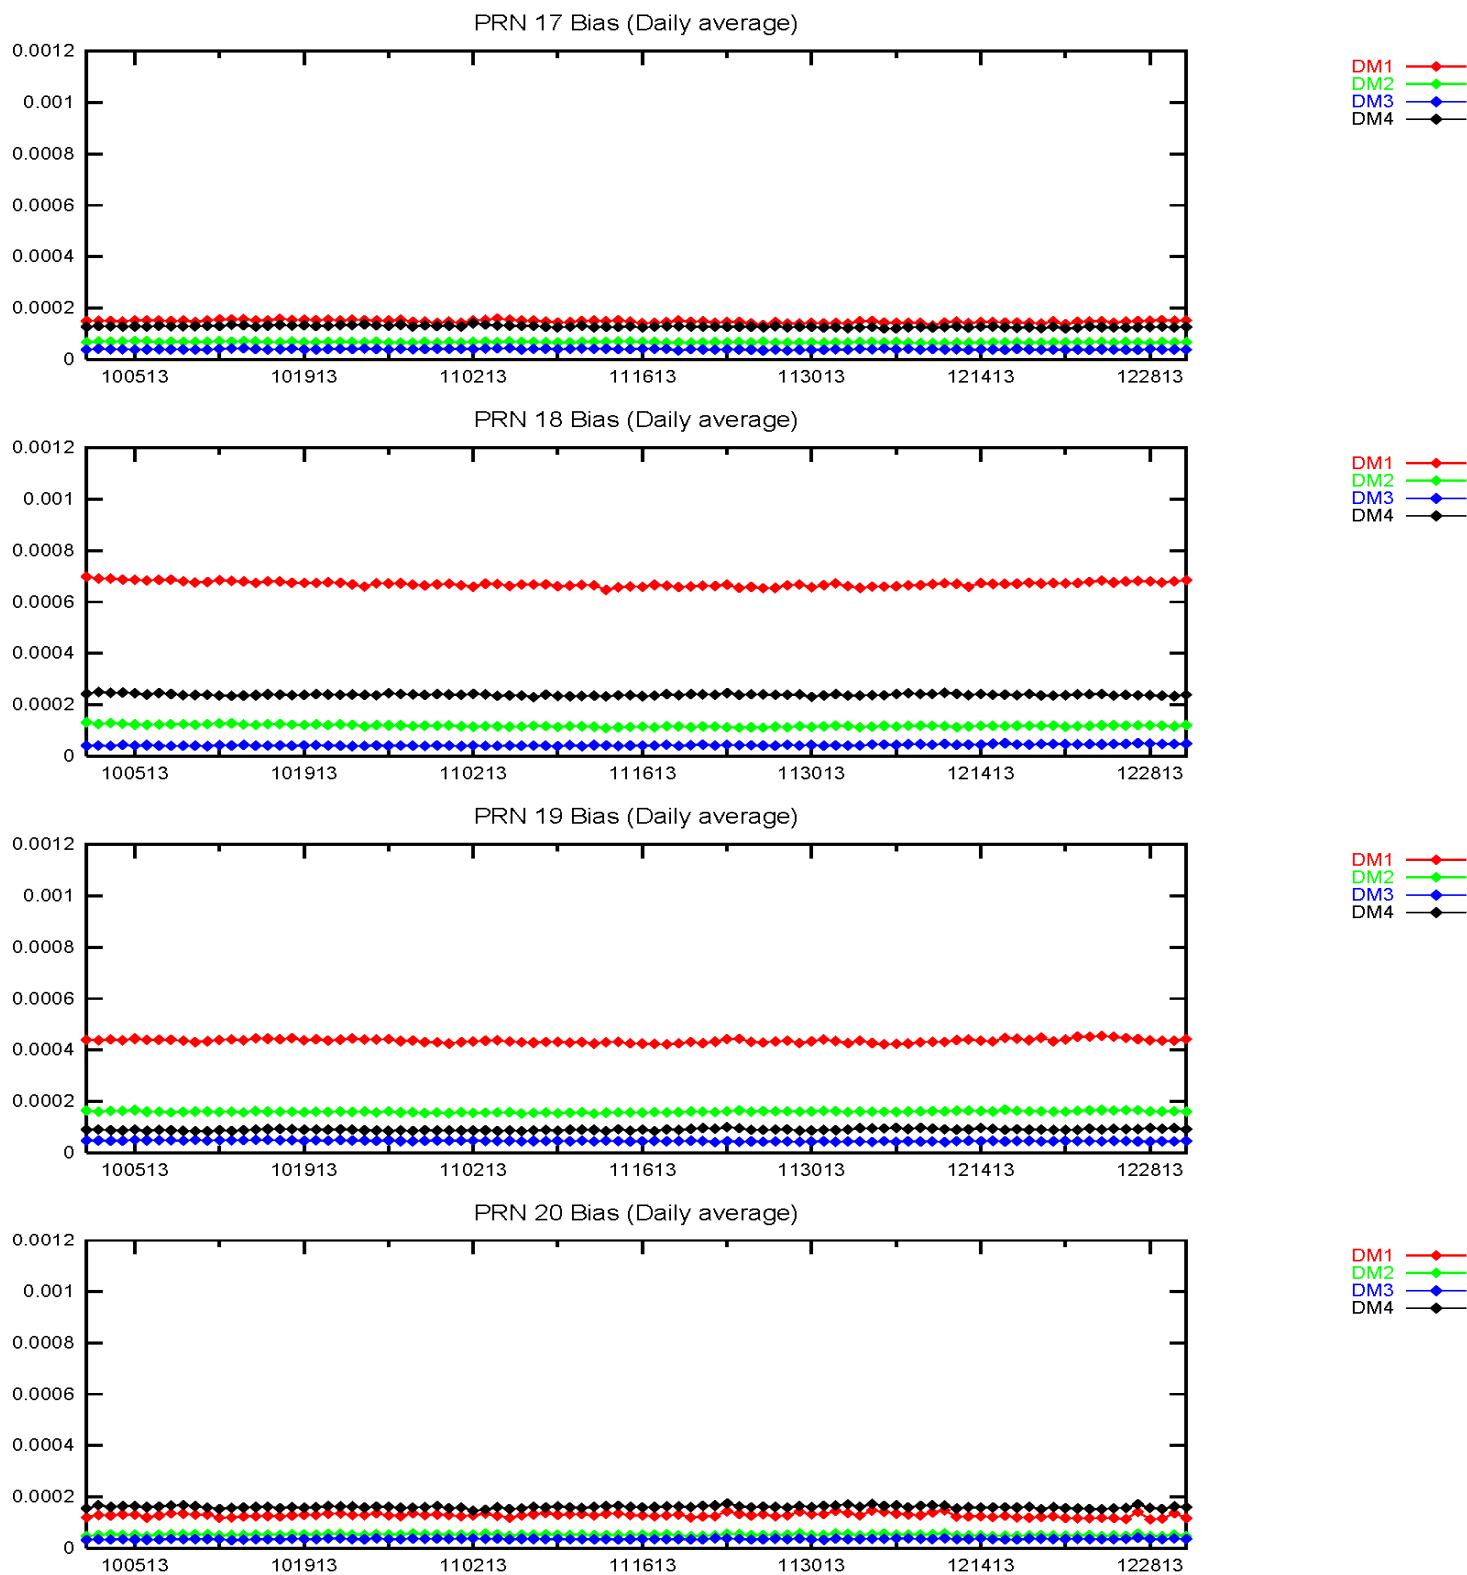 PRN 17 Bias (Daily average)
0.0012
0.001
0.0008
0.0006
0.0004
0.0002
0
100513 101913 110213 111613 113013 121413 122813
DM1
DM2
DM3
DM4
PRN 18 Bias (Daily average)
0.0012
0.001
0.0008
0.0006
0.0004
0.0002
0
100513 101913 110213 111613 113013 121413 122813
DM1
DM2
DM3
DM4
PRN 19 Bias (Daily average)
0.0012
0.001
0.0008
0.0006
0.0004
0.0002
0
100513 101913 110213 111613 113013 121413 122813
DM1
DM2
DM3
DM4
PRN 20 Bias (Daily average)
0.0012
0.001
0.0008
0.0006
0.0004
0.0002
0
100513 101913 110213 111613 113013 121413 122813
DM1
DM2
DM3
DM4